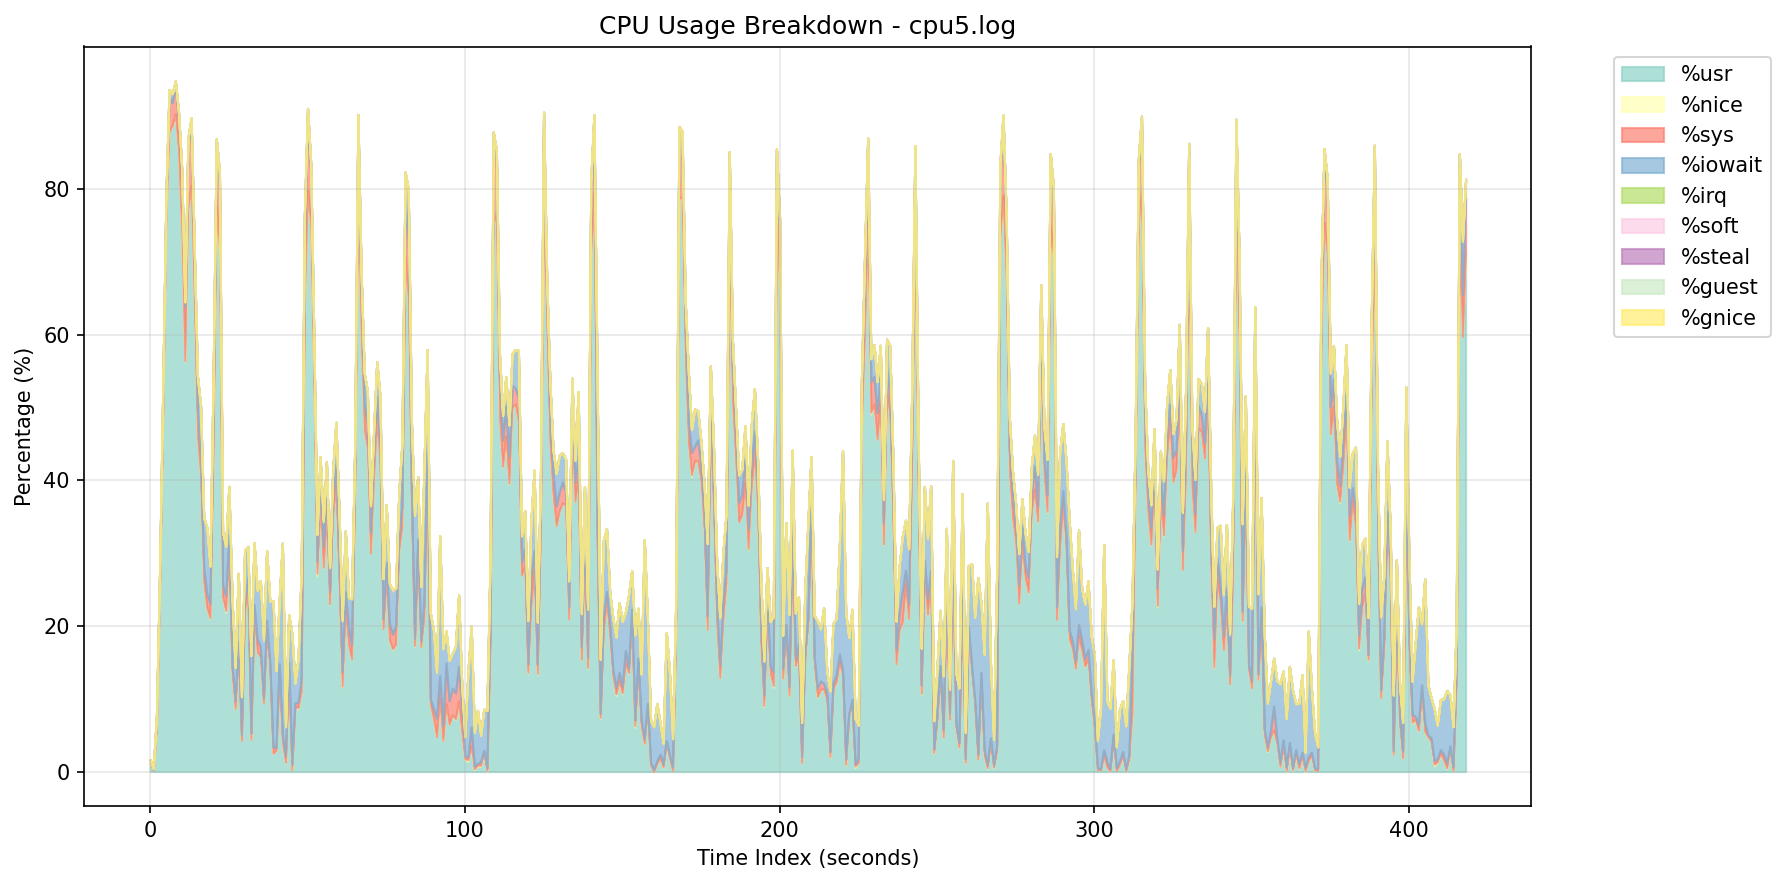 CPU Usage Breakdown - cpu5.log
%usr
%nice
%sys
%iowait
%irq
%soft
%steal
%guest
%gnice
Percentage (%)
80
60
40
20
0
0 100 200 300 400
Time Index (seconds)